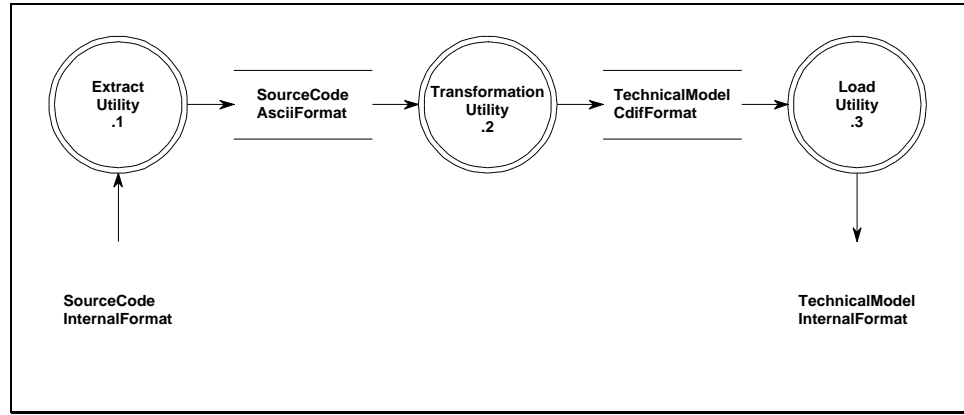 Extract
Utility
.1
SourceCode
AsciiFormat
Transformation
Utility
.2
TechnicalModel
CdifFormat
Load
Utility
.3
SourceCode
InternalFormat
TechnicalModel
InternalFormat